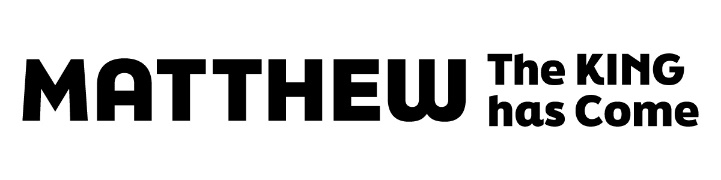 MATTHEW
The KING
has Come